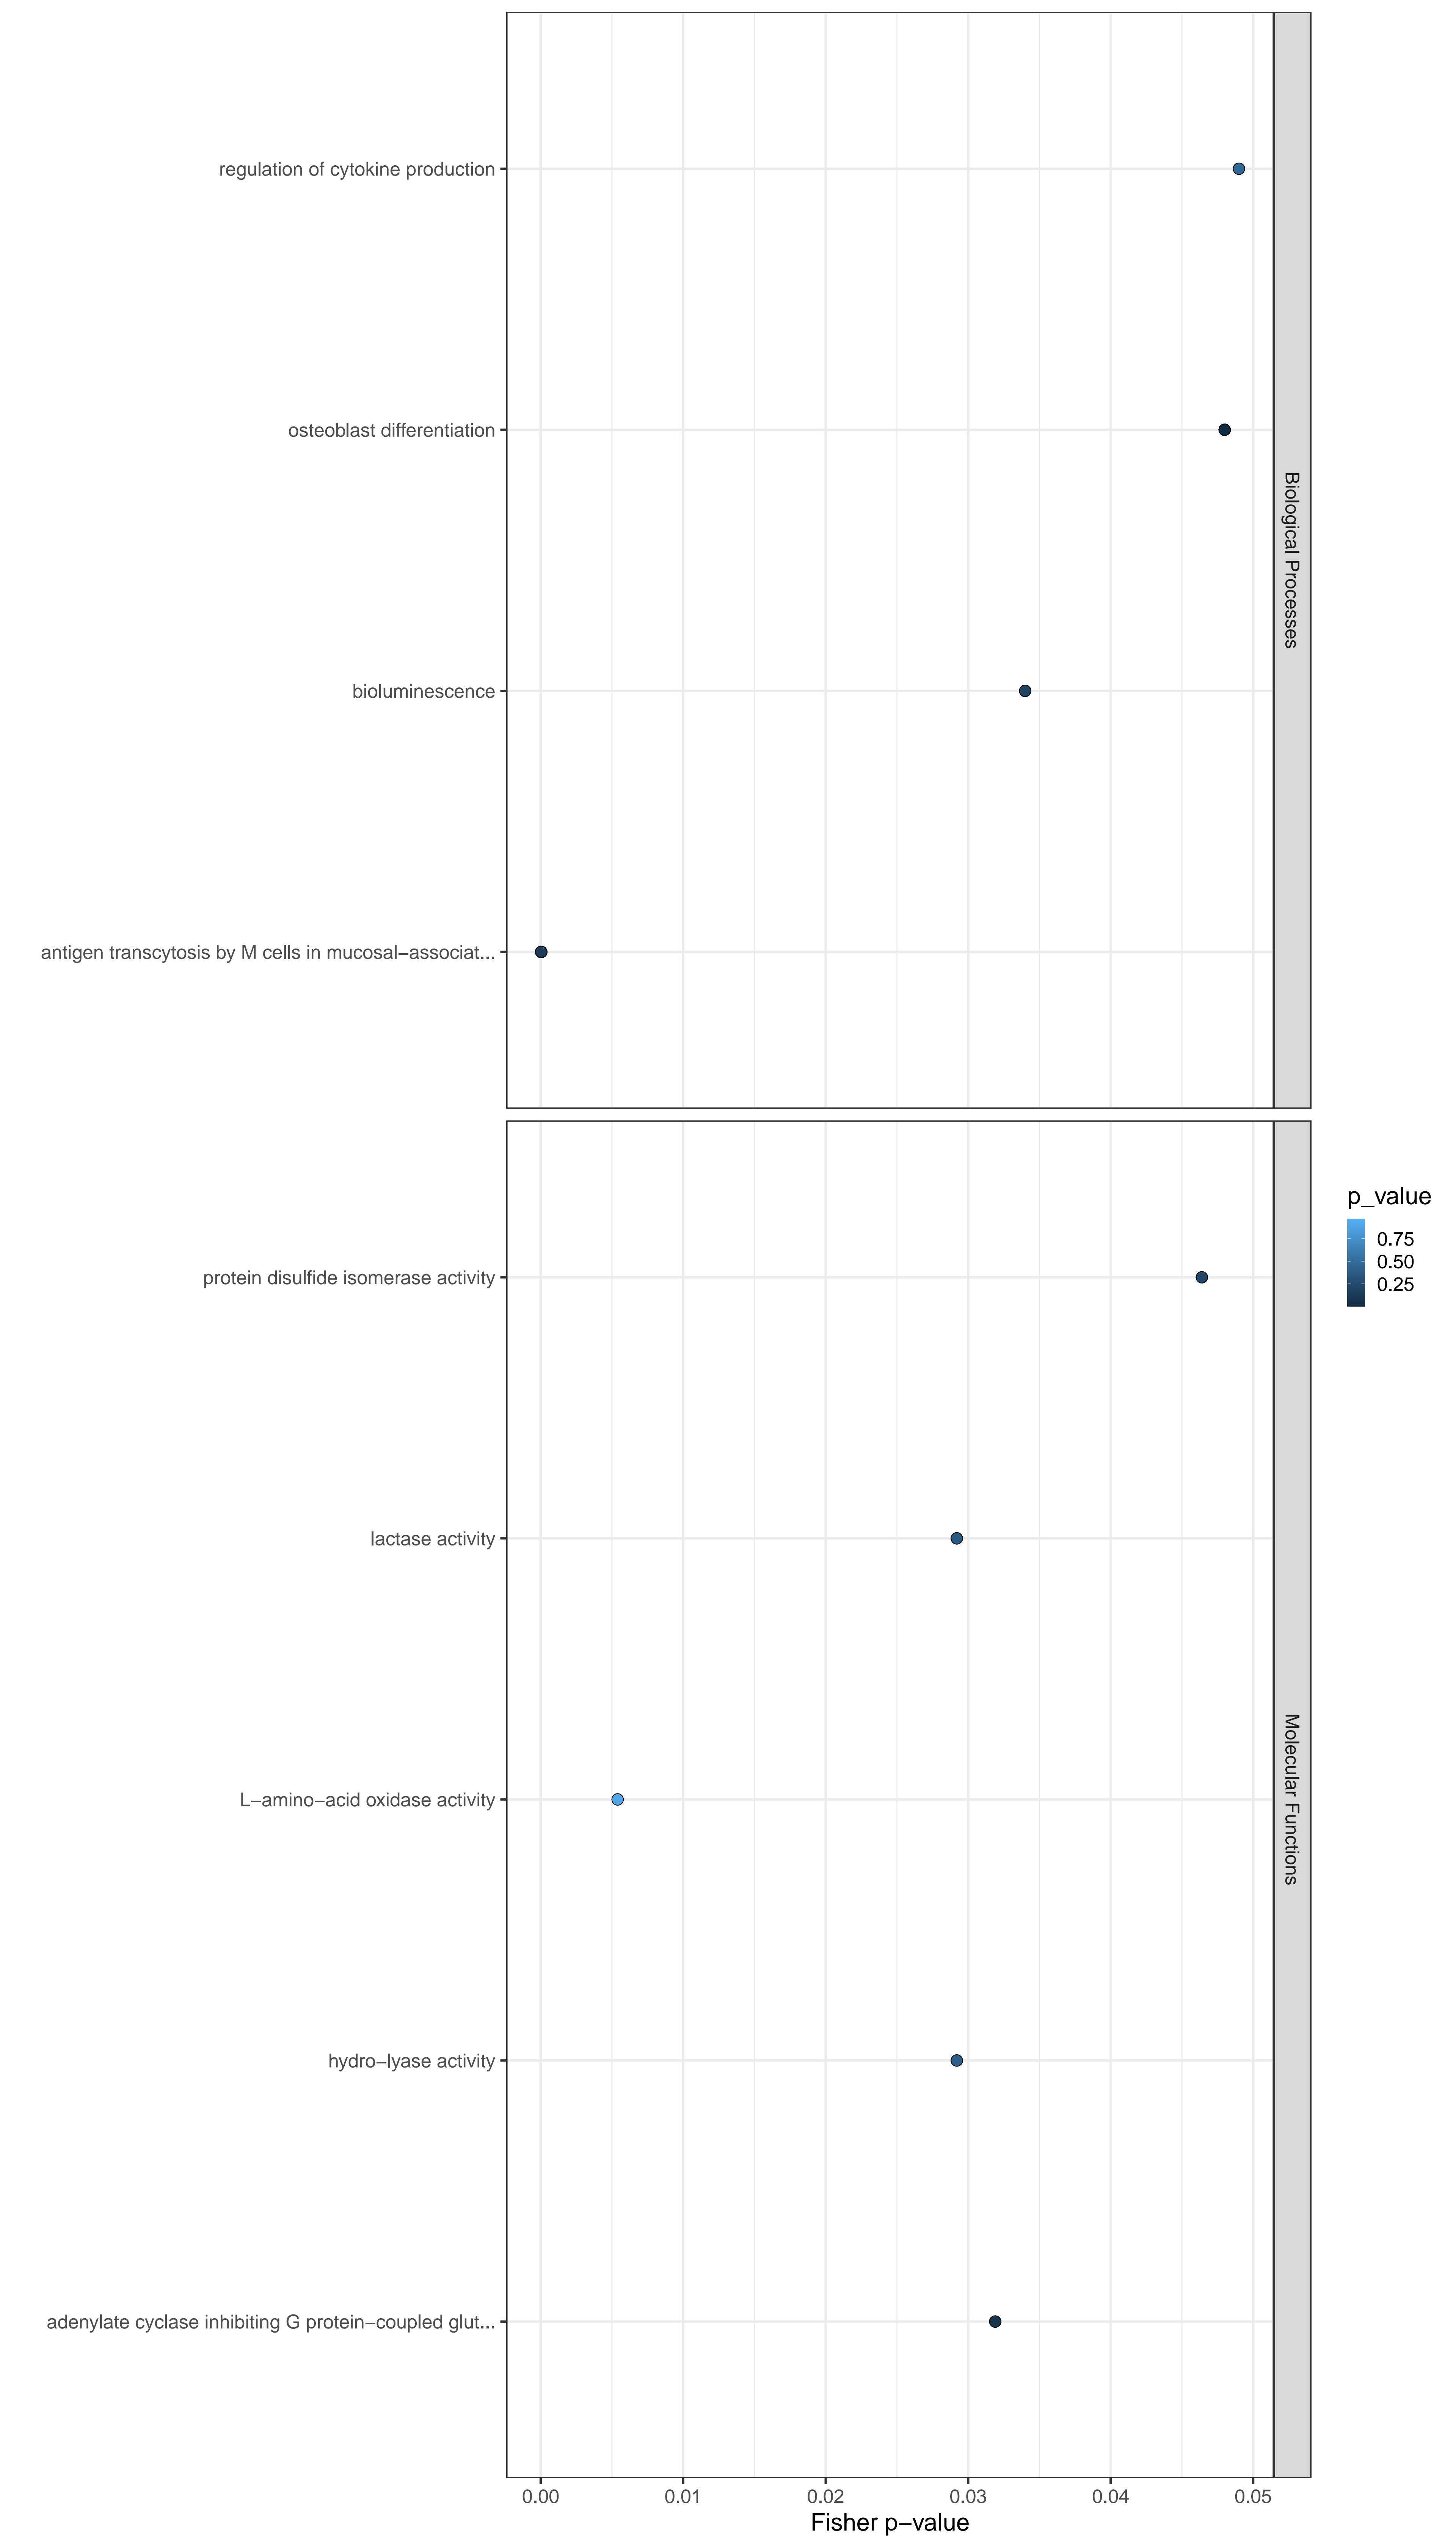 regulation of cytokine production
osteoblast differentiation
bioluminescence
antigen transcytosis by M cells in mucosal−associat...
Biological Processes
protein disulfide isomerase activity
lactase activity
L−amino−acid oxidase activity
hydro−lyase activity
adenylate cyclase inhibiting G protein−coupled glut...
Molecular Functions
0.00 0.01 0.02 0.03 0.04 0.05
Fisher p−value
p_value
0.75
0.50
0.25